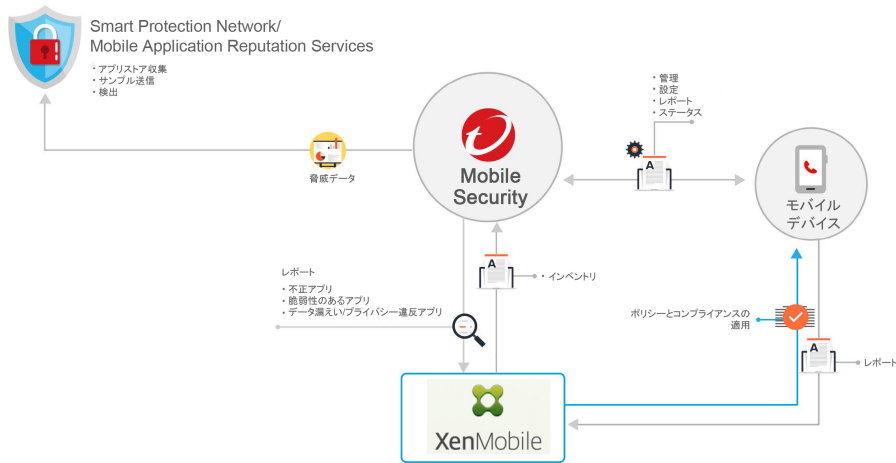 Smart Protection Network/
Mobile Application Reputation Services
・アプリストア収集
・サンプル送信
・検出
脅威データ
Mobile
Security
・管理
・設定
・レポート
・ステータス
A
モバイル
デバイス
レポート
・不正アプリ
・脆弱性のあるアプリ
・データ漏えい/プライバシー違反アプリ
A
・インベントリ
ポリシーとコンプライアンスの
適用
A
レポート
XenMobile